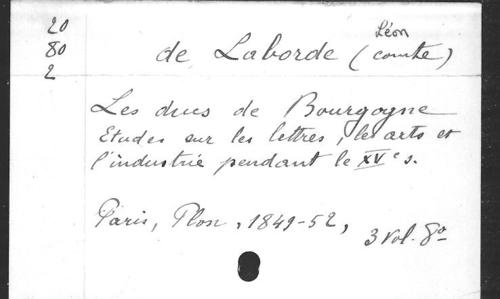 20
80
2
de Laborde (Léon comte)
Les ducs de Bourgogne
Etudes sur les lettres, les arts et
l'industrie pendant le XVe s.
Paris, Plon, 1849-52, 3 vol. 8o